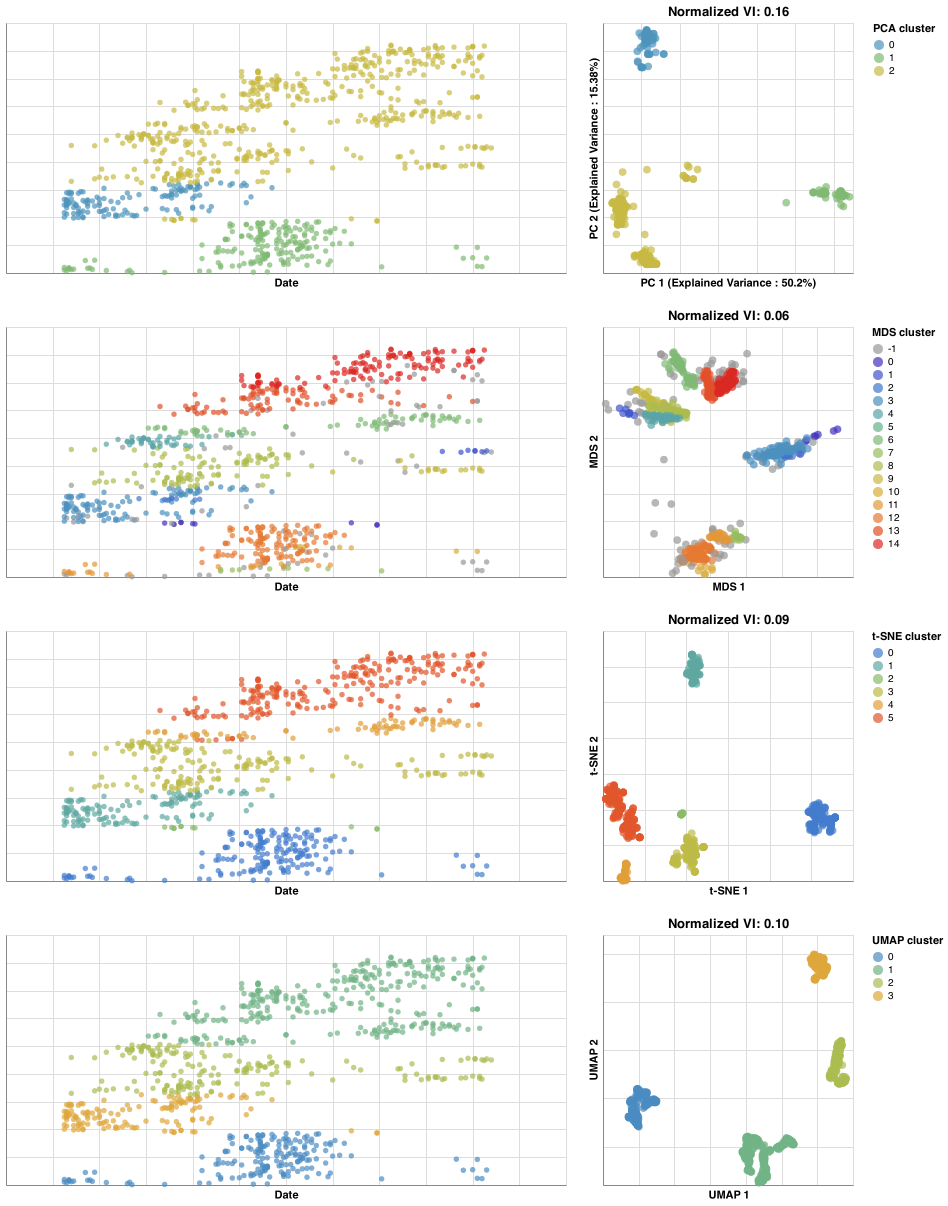 Normalized VI: 0.16
PCA cluster
0
1
2
PC 2 (Explained Variance : 15.38%)
Date
PC 1 (Explained Variance : 50.2%)
Normalized VI: 0.06
MDS cluster
-1
0
1
2
3
4
5
6
7
8
9
10
11
12
13
14
MDS 2
Date
MDS 1
Normalized VI: 0.09
t-SNE cluster
0
1
2
3
4
5
t-SNE 2
Date
t-SNE 1
Normalized VI: 0.10
UMAP cluster
0
1
2
3
UMAP 2
Date
UMAP 1